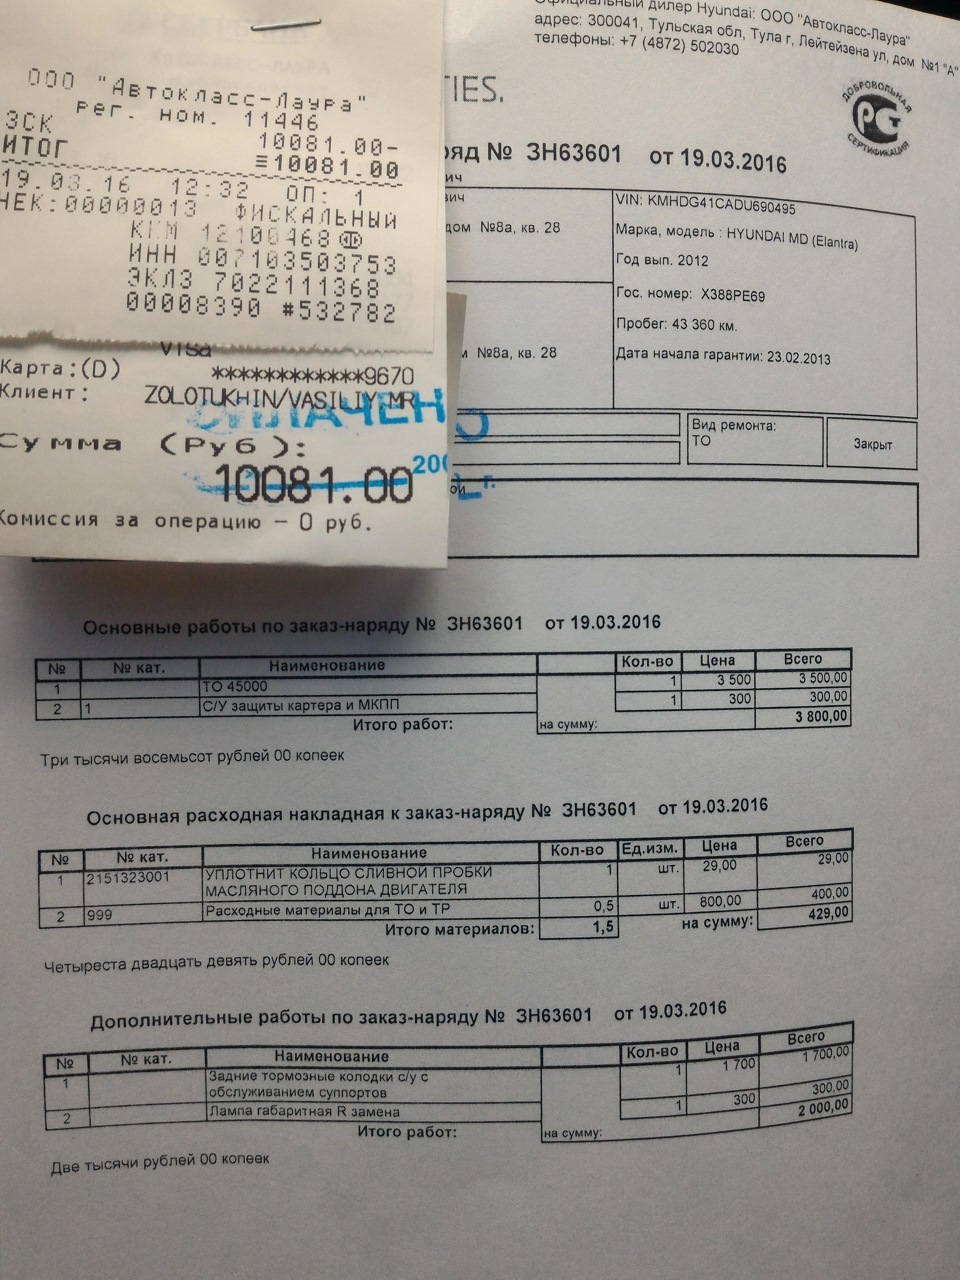 Официальный дилер Hyundai: ООО "Автокласс-Лаура"
адрес: 300041, Тульская обл, Тула г, Лейтейзена ул, дом №1 "А"
телефоны: +7 (4872) 502030
ДОБРОВОЛЬНАЯ
СЕРТИФИКАЦИЯ
ООО "Автокласс-Лаура"
рег. ном. 11446
ЗСК 10081.00-
ИТОГ ≡10081.00
19.03.16 12:32 ОП: 1
ЧЕК:00000013 ФИСКАЛЬНЫЙ
ККМ 12100468
ИНН 007103503753
ЭКЛЗ 7022111368
00008390 #532782
Visa
Карта:(D) ************9670
Клиент: ZOLOTUKHIN/VASILIY MR
ОПЛАЧЕНО
Сумма (Руб):
10081.00
200 г.
Комиссия за операцию – 0 руб.
IES.
ряд № ЗН63601 от 19.03.2016
ич
вич
дом №8а, кв. 28
м №8а, кв. 28
VIN: KMHDG41CADU690495
Марка, модель : HYUNDAI MD (Elantra)
Год вып. 2012
Гос. номер: Х388РЕ69
Пробег: 43 360 км.
Дата начала гарантии: 23.02.2013
Вид ремонта:
ТО
Закрыт
ой
Основные работы по заказ-наряду № ЗН63601 от 19.03.2016
№ № кат. Наименование Кол-во Цена Всего
1 ТО 45000 1 3 500 3 500,00
2 1 С/У защиты картера и МКПП 1 300 300,00
Итого работ: на сумму: 3 800,00
Три тысячи восемьсот рублей 00 копеек
Основная расходная накладная к заказ-наряду № ЗН63601 от 19.03.2016
№ № кат. Наименование Кол-во Ед.изм. Цена Всего
1 2151323001 УПЛОТНИТ КОЛЬЦО СЛИВНОЙ ПРОБКИ 1 шт. 29,00 29,00
МАСЛЯНОГО ПОДДОНА ДВИГАТЕЛЯ
2 999 Расходные материалы для ТО и ТР 0,5 шт. 800,00 400,00
Итого материалов: 1,5 на сумму: 429,00
Четыреста двадцать девять рублей 00 копеек
Дополнительные работы по заказ-наряду № ЗН63601 от 19.03.2016
№ № кат. Наименование Кол-во Цена Всего
1 Задние тормозные колодки с/у с 1 1 700 1 700,00
обслуживанием суппортов
2 Лампа габаритная R замена 1 300 300,00
Итого работ: на сумму: 2 000,00
Две тысячи рублей 00 копеек